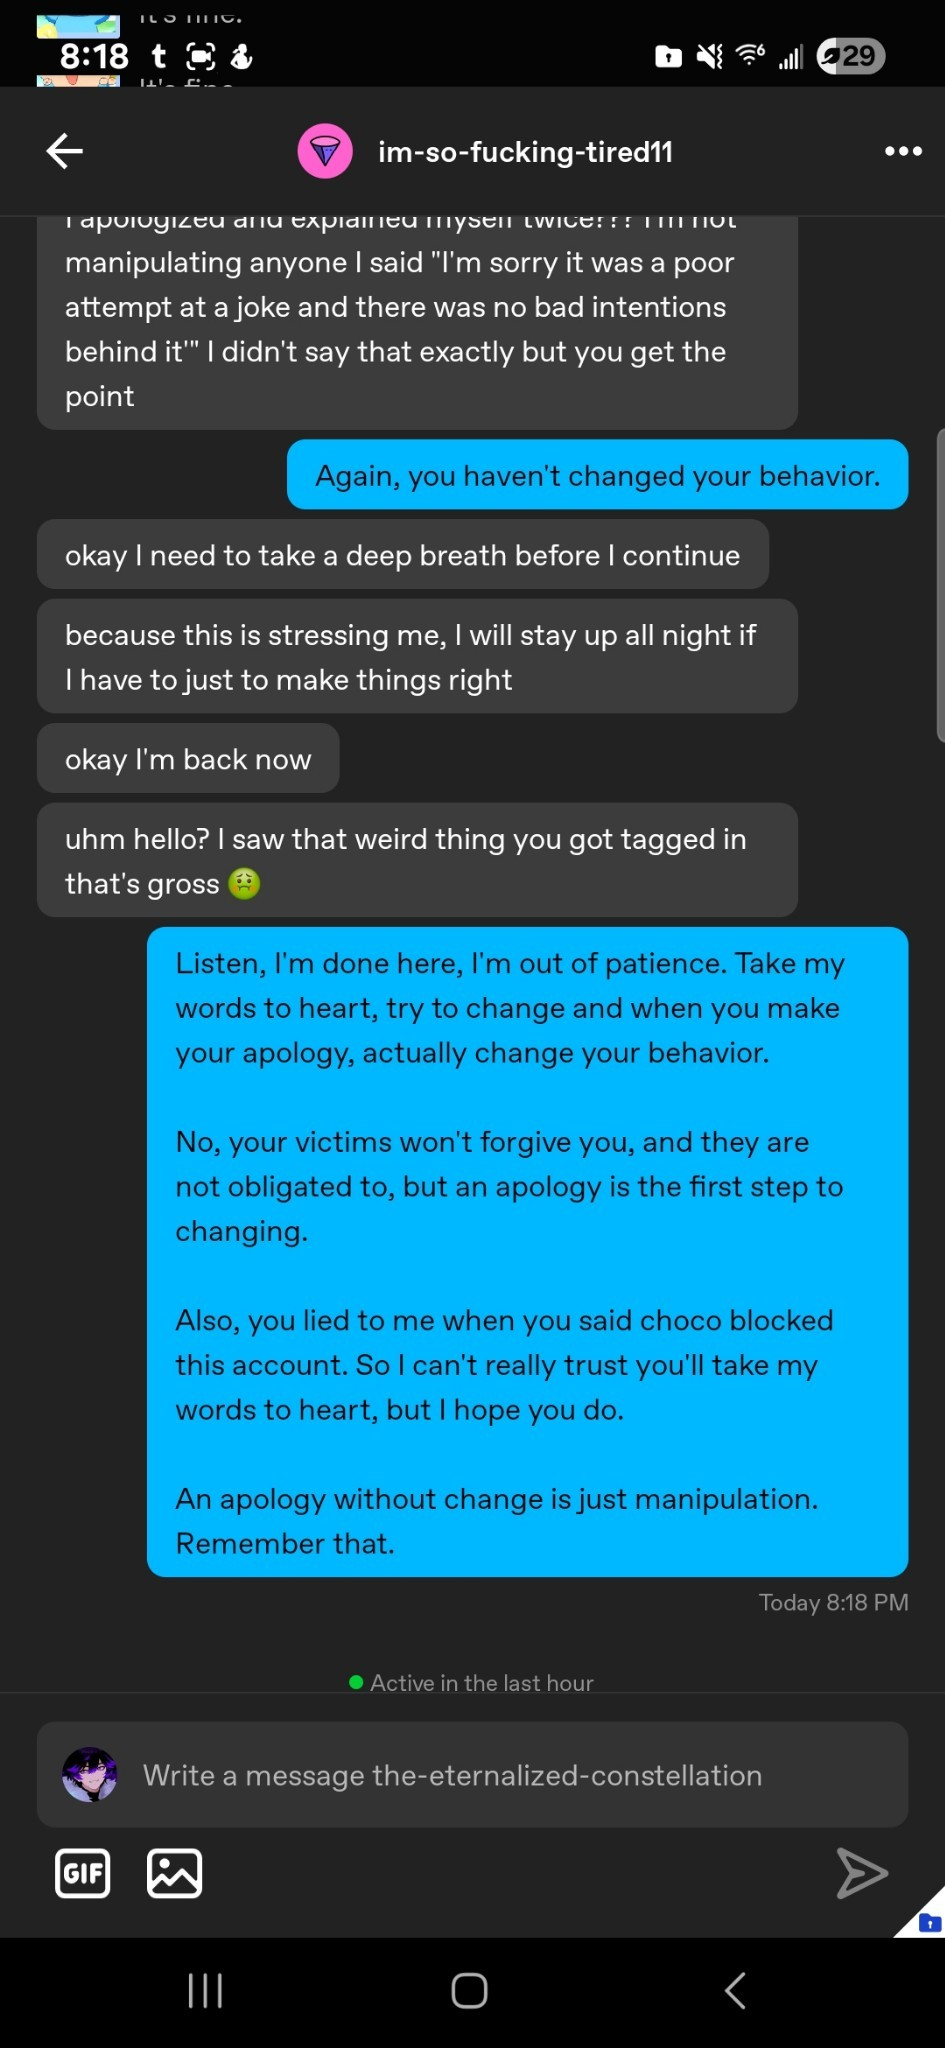 It's fine.
8:18 t 29
It's fine
im-so-fucking-tired11
I apologized and explained myself twice??? I'm not
manipulating anyone I said "I'm sorry it was a poor
attempt at a joke and there was no bad intentions
behind it'" I didn't say that exactly but you get the
point
Again, you haven't changed your behavior.
okay I need to take a deep breath before I continue
because this is stressing me, I will stay up all night if
I have to just to make things right
okay I'm back now
uhm hello? I saw that weird thing you got tagged in
that's gross 🤢
Listen, I'm done here, I'm out of patience. Take my
words to heart, try to change and when you make
your apology, actually change your behavior.
No, your victims won't forgive you, and they are
not obligated to, but an apology is the first step to
changing.
Also, you lied to me when you said choco blocked
this account. So I can't really trust you'll take my
words to heart, but I hope you do.
An apology without change is just manipulation.
Remember that.
Today 8:18 PM
Active in the last hour
Write a message the-eternalized-constellation
GIF